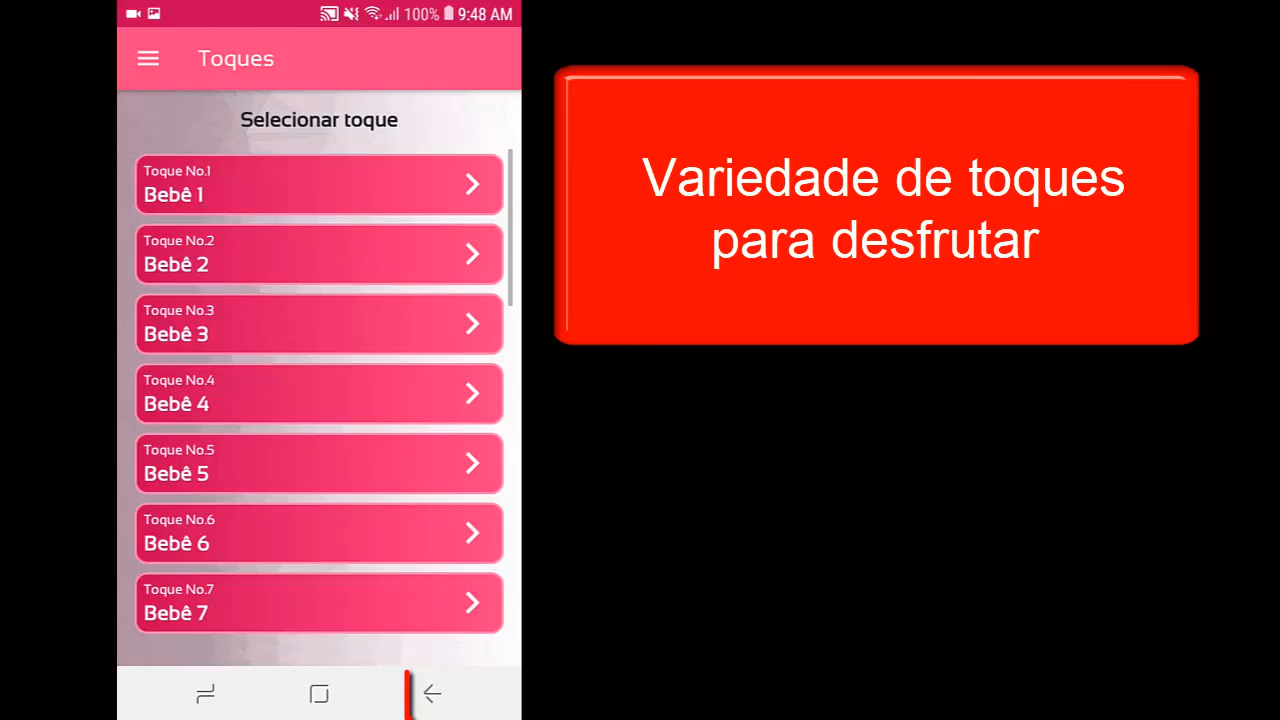 100% 9:48 AM
Toques
Selecionar toque
Toque No.1
Bebê 1
Toque No.2
Bebê 2
Toque No.3
Bebê 3
Toque No.4
Bebê 4
Toque No.5
Bebê 5
Toque No.6
Bebê 6
Toque No.7
Bebê 7
Variedade de toques
para desfrutar